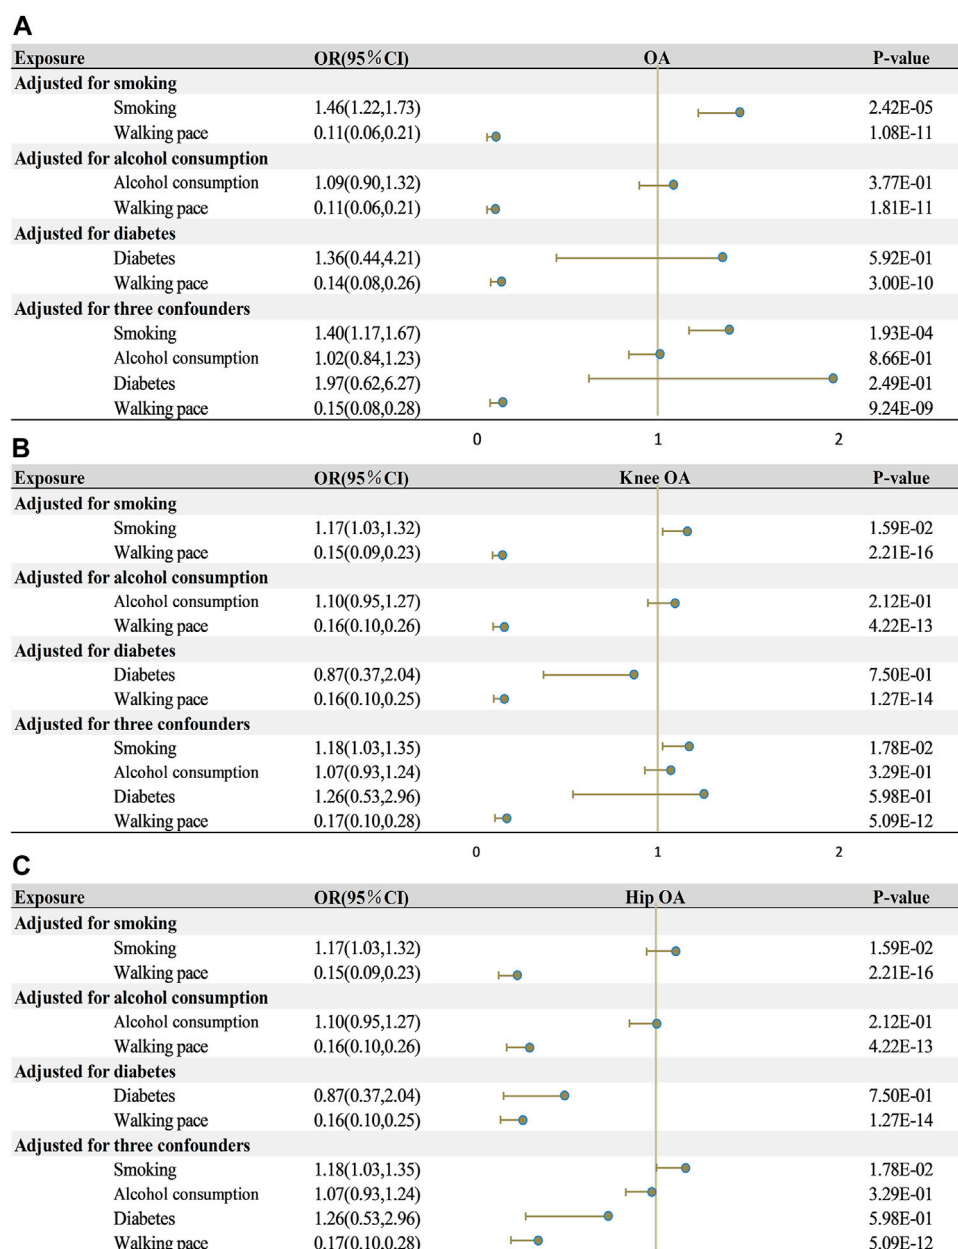 A
Exposure OR(95%CI) OA P-value
Adjusted for smoking
Smoking 1.46(1.22,1.73) 2.42E-05
Walking pace 0.11(0.06,0.21) 1.08E-11
Adjusted for alcohol consumption
Alcohol consumption 1.09(0.90,1.32) 3.77E-01
Walking pace 0.11(0.06,0.21) 1.81E-11
Adjusted for diabetes
Diabetes 1.36(0.44,4.21) 5.92E-01
Walking pace 0.14(0.08,0.26) 3.00E-10
Adjusted for three confounders
Smoking 1.40(1.17,1.67) 1.93E-04
Alcohol consumption 1.02(0.84,1.23) 8.66E-01
Diabetes 1.97(0.62,6.27) 2.49E-01
Walking pace 0.15(0.08,0.28) 9.24E-09
0 1 2
B
Exposure OR(95%CI) Knee OA P-value
Adjusted for smoking
Smoking 1.17(1.03,1.32) 1.59E-02
Walking pace 0.15(0.09,0.23) 2.21E-16
Adjusted for alcohol consumption
Alcohol consumption 1.10(0.95,1.27) 2.12E-01
Walking pace 0.16(0.10,0.26) 4.22E-13
Adjusted for diabetes
Diabetes 0.87(0.37,2.04) 7.50E-01
Walking pace 0.16(0.10,0.25) 1.27E-14
Adjusted for three confounders
Smoking 1.18(1.03,1.35) 1.78E-02
Alcohol consumption 1.07(0.93,1.24) 3.29E-01
Diabetes 1.26(0.53,2.96) 5.98E-01
Walking pace 0.17(0.10,0.28) 5.09E-12
0 1 2
C
Exposure OR(95%CI) Hip OA P-value
Adjusted for smoking
Smoking 1.17(1.03,1.32) 1.59E-02
Walking pace 0.15(0.09,0.23) 2.21E-16
Adjusted for alcohol consumption
Alcohol consumption 1.10(0.95,1.27) 2.12E-01
Walking pace 0.16(0.10,0.26) 4.22E-13
Adjusted for diabetes
Diabetes 0.87(0.37,2.04) 7.50E-01
Walking pace 0.16(0.10,0.25) 1.27E-14
Adjusted for three confounders
Smoking 1.18(1.03,1.35) 1.78E-02
Alcohol consumption 1.07(0.93,1.24) 3.29E-01
Diabetes 1.26(0.53,2.96) 5.98E-01
Walking pace 0.17(0.10,0.28) 5.09E-12